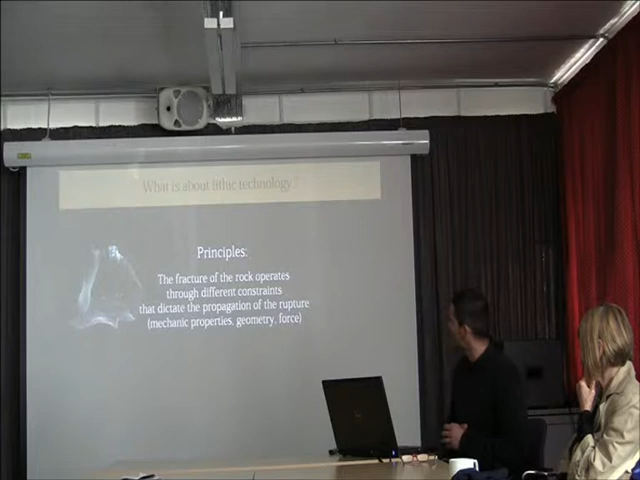 What is about lithic technology?
Principles:
The fracture of the rock operates
through different constraints
that dictate the propagation of the rupture
(mechanic properties, geometry, force)